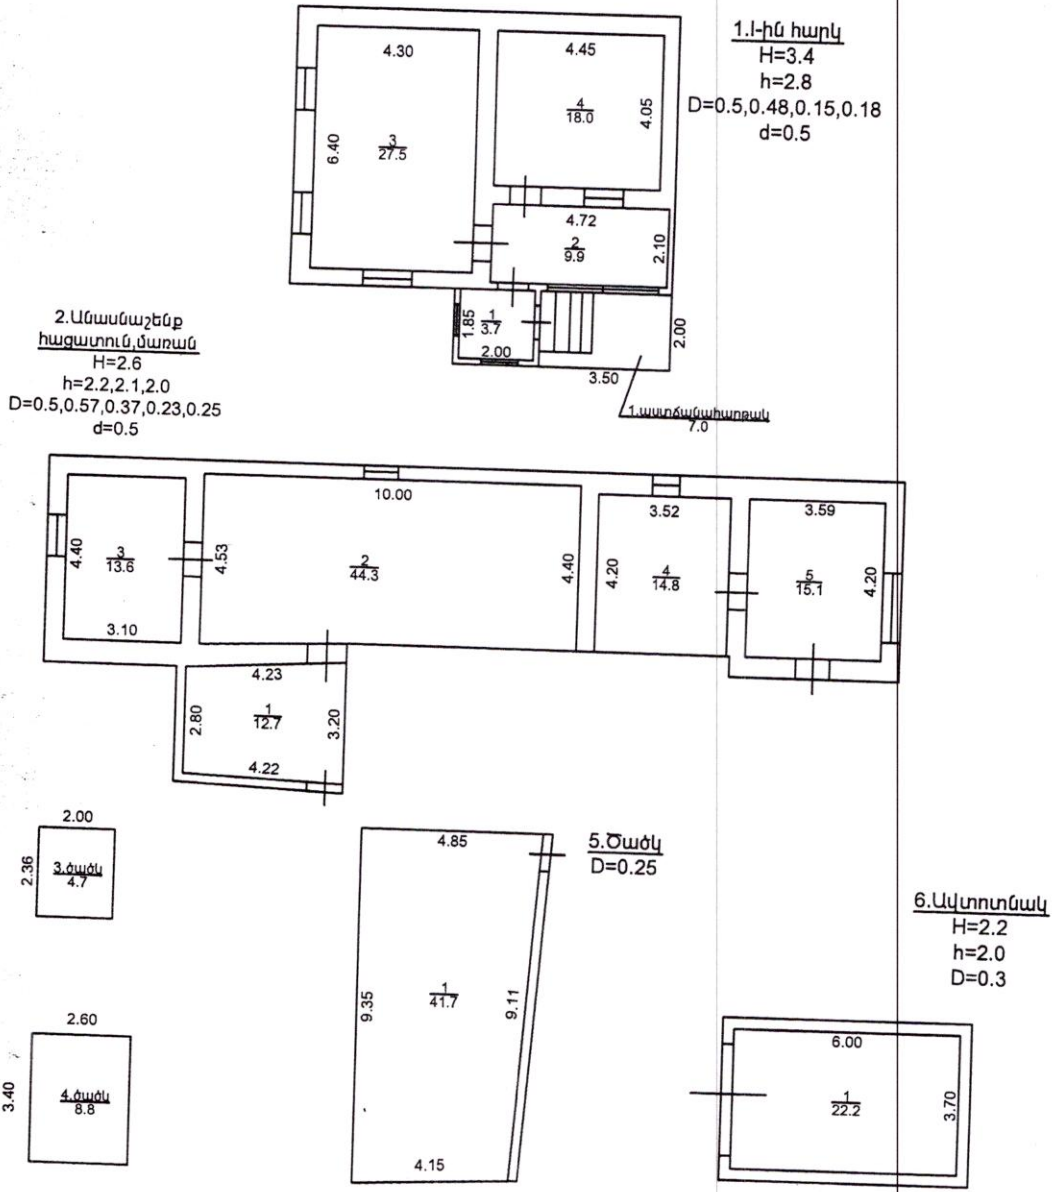 1.I-ին հարկ
H=3.4
h=2.8
D=0.5,0.48,0.15,0.18
d=0.5
4.30
6.40
3
27.5
4.45
4
18.0
4.05
4.72
2
9.9
2.10
1.85
1
3.7
2.00
2.00
3.50
1.աստճանահարթակ
7.0
2.Անասնաշենք
հացատուն,մառան
H=2.6
h=2.2,2.1,2.0
D=0.5,0.57,0.37,0.23,0.25
d=0.5
4.40
3
13.6
3.10
10.00
4.53
2
44.3
4.40
3.52
4.20
4
14.8
3.59
5
15.1
4.20
4.23
2.80
1
12.7
3.20
4.22
2.00
2.36
3.ծածկ
4.7
2.60
3.40
4.ծածկ
8.8
4.85
9.35
1
41.7
9.11
4.15
5.Ծածկ
D=0.25
6.Ավտոտնակ
H=2.2
h=2.0
D=0.3
6.00
1
22.2
3.70